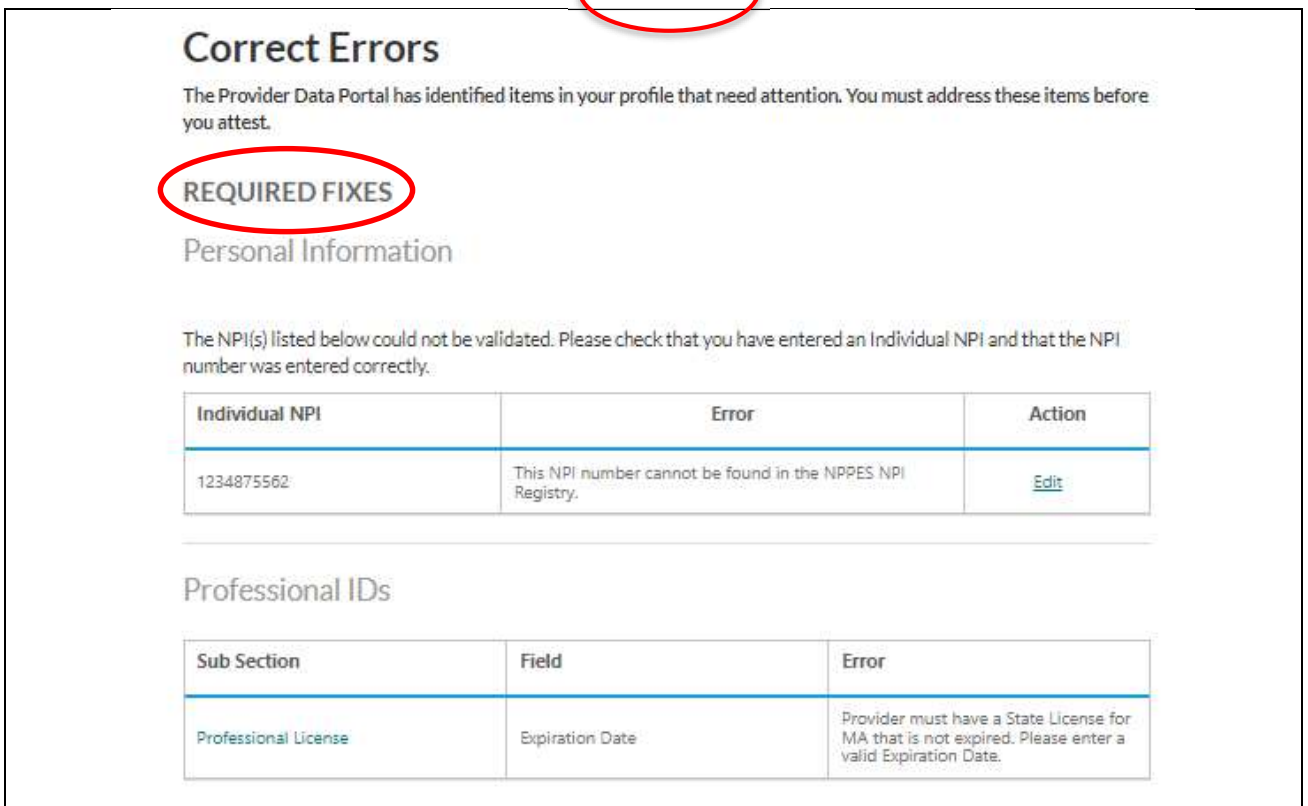 Correct Errors
The Provider Data Portal has identified items in your profile that need attention. You must address these items before
you attest.
REQUIRED FIXES
Personal Information
The NPI(s) listed below could not be validated. Please check that you have entered an Individual NPI and that the NPI
number was entered correctly.
Individual NPI Error Action
1234875562 This NPI number cannot be found in the NPPES NPI
Registry. Edit
Professional IDs
Sub Section Field Error
Professional License Expiration Date Provider must have a State License for
MA that is not expired. Please enter a
valid Expiration Date.